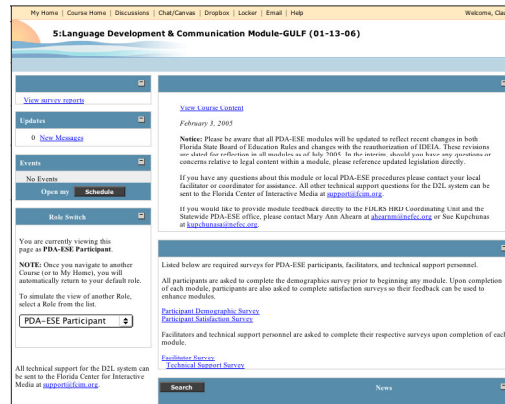 My Home | Course Home | Discussions | Chat/Canvas | Dropbox | Locker | Email | Help
Welcome, Cla
5:Language Development & Communication Module-GULF (01-13-06)
View survey reports
Updates
0 New Messages
Events
No Events
Open my Schedule
Role Switch
You are currently viewing this
page as PDA-ESE Participant.
NOTE: Once you navigate to another
Course (or to My Home), you will
automatically return to your default role.
To simulate the view of another Role,
select a Role from the list.
PDA-ESE Participant
All technical support for the D2L system can
be sent to the Florida Center for Interactive
Media at support@fcim.org.
View Course Content
February 3, 2005
Notice: Please be aware that all PDA-ESE modules will be updated to reflect recent changes in both
Florida State Board of Education Rules and changes with the reauthorization of IDEIA. These revisions
are slated for reflection in all modules as of July 2005. In the interim, should you have any questions or
concerns relative to legal content within a module, please reference updated legislation directly.
If you have any questions about this module or local PDA-ESE procedures please contact your local
facilitator or coordinator for assistance. All other technical support questions for the D2L system can be
sent to the Florida Center of Interactive Media at support@fcim.org.
If you would like to provide module feedback directly to the FDLRS HRD Coordinating Unit and the
Statewide PDA-ESE office, please contact Mary Ann Ahearn at ahearnm@nefec.org or Sue Kupchunas
at kupchunasa@nefec.org.
Listed below are required surveys for PDA-ESE participants, facilitators, and technical support personnel.
All participants are asked to complete the demographics survey prior to beginning any module. Upon completion
of each module, participants are also asked to complete satisfaction surveys so their feedback can be used to
enhance modules.
Participant Demographic Survey
Participant Satisfaction Survey
Facilitators and technical support personnel are asked to complete their respective surveys upon completion of each
module.
Facilitator Survey
Technical Support Survey
Search
News